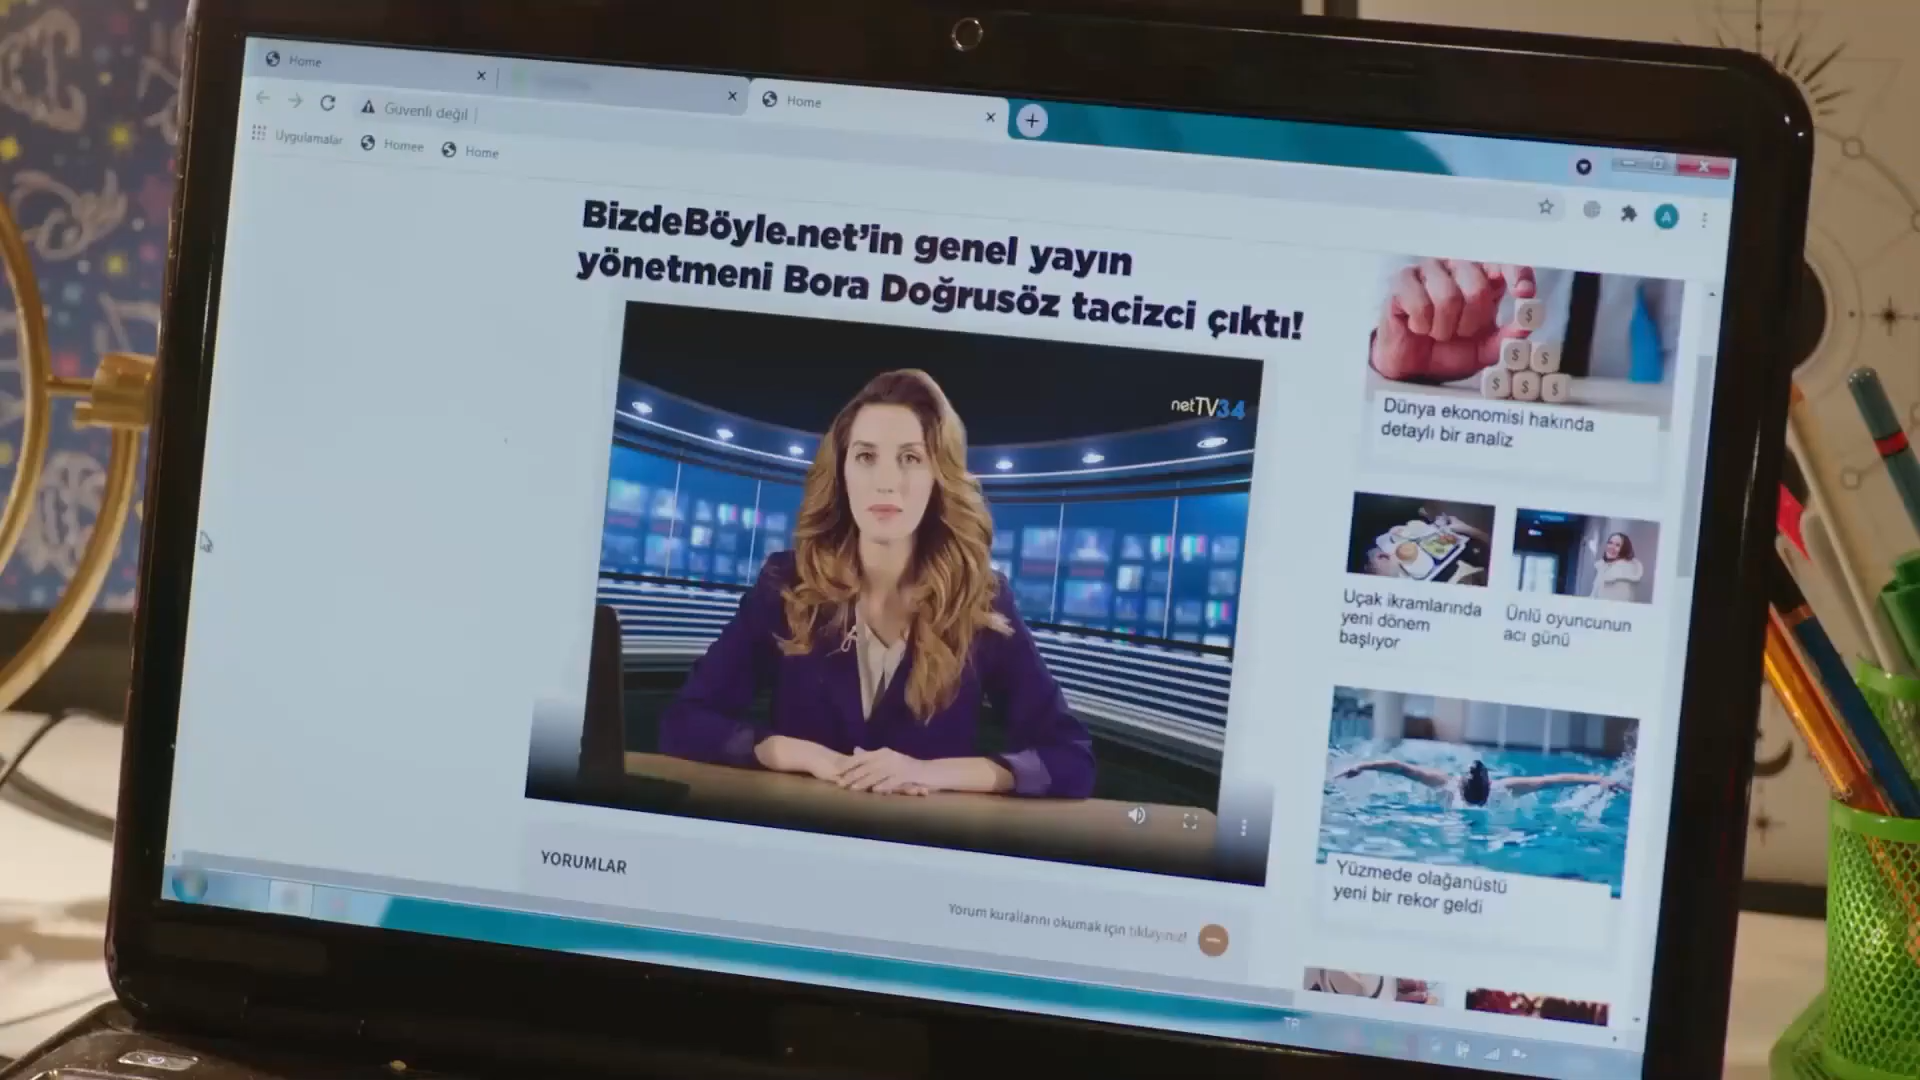 Home
Home
Güvenli değil
Uygulamalar
Homee
Home
A
BizdeBöyle.net'in genel yayın
yönetmeni Bora Doğrusöz tacizci çıktı!
netTV34
Dünya ekonomisi hakında
detaylı bir analiz
Uçak ikramlarında
yeni dönem
başlıyor
Ünlü oyuncunun
acı günü
Yüzmede olağanüstü
yeni bir rekor geldi
YORUMLAR
Yorum kurallarını okumak için tıklayınız!
TR